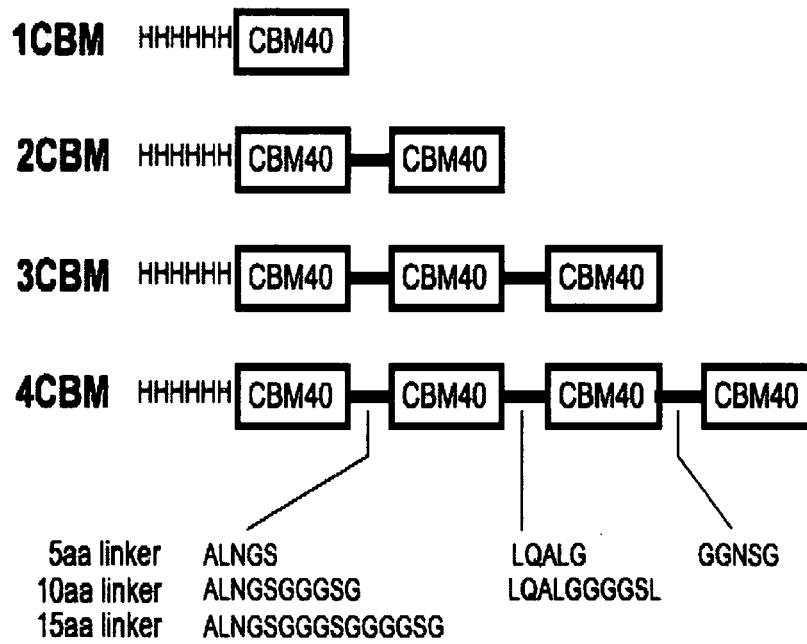 1CBM HHHHHH CBM40
2CBM HHHHHH CBM40 CBM40
3CBM HHHHHH CBM40 CBM40 CBM40
4CBM HHHHHH CBM40 CBM40 CBM40 CBM40
5aa linker ALNGS LQALG GGNSG
10aa linker ALNGSGGGSG LQALGGGGSL
15aa linker ALNGSGGGSGGGGSG